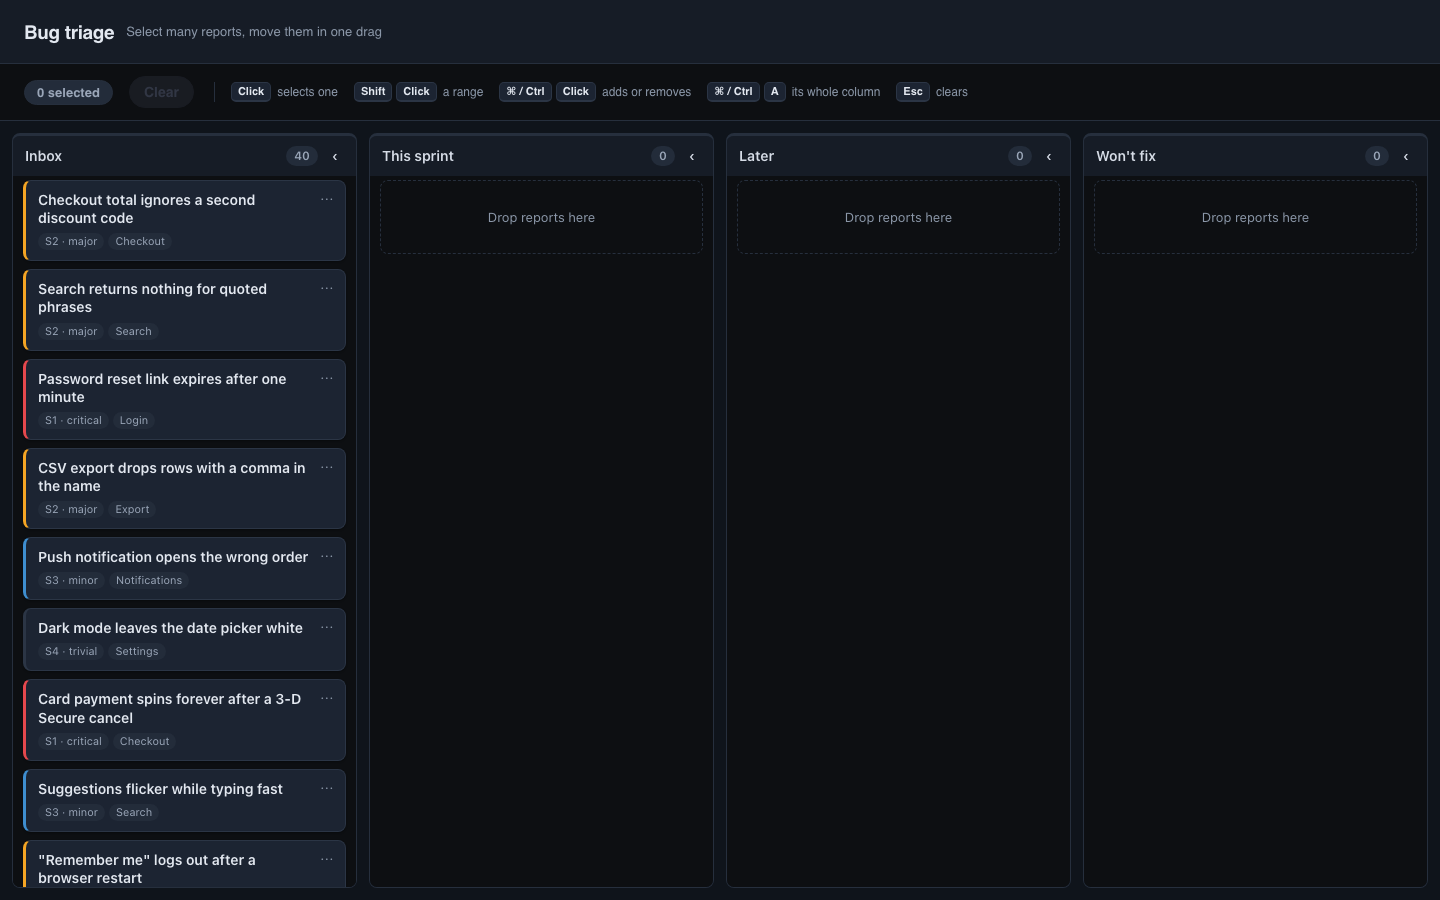 Bug triage Select many reports, move them in one drag
0 selected Clear Click selects one Shift Click a range ⌘ / Ctrl Click adds or removes ⌘ / Ctrl A its whole column Esc clears
Inbox 40 ‹
Checkout total ignores a second
discount code
S2 · major Checkout
Search returns nothing for quoted
phrases
S2 · major Search
Password reset link expires after one
minute
S1 · critical Login
CSV export drops rows with a comma in
the name
S2 · major Export
Push notification opens the wrong order
S3 · minor Notifications
Dark mode leaves the date picker white
S4 · trivial Settings
Card payment spins forever after a 3-D
Secure cancel
S1 · critical Checkout
Suggestions flicker while typing fast
S3 · minor Search
"Remember me" logs out after a
browser restart
This sprint 0 ‹
Drop reports here
Later 0 ‹
Drop reports here
Won't fix 0 ‹
Drop reports here